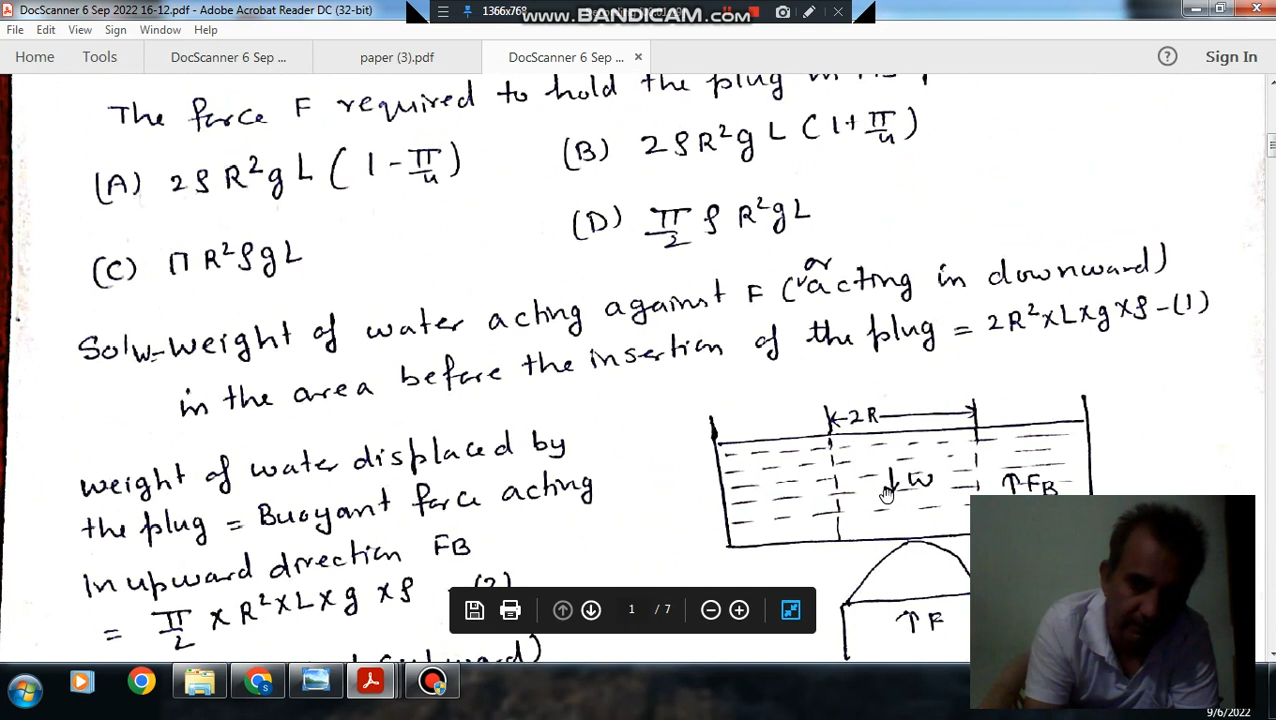 DocScanner 6 Sep 2022 16-12.pdf - Adobe Acrobat Reader DC (32-bit)
1366x768
www.BANDICAM.com
File Edit View Sign Window Help
Home Tools DocScanner 6 Sep ... paper (3).pdf DocScanner 6 Sep ... × Sign In
The force F required to hold the plug in
(A) 2ρR²gL(1-π/4) (B) 2ρR²gL(1+π/4)
(C) πR²ρgL (D) π/2 ρR²gL
or
Solu-weight of water acting against F (acting in downward)
in the area before the insertion of the plug = 2R²×L×g×ρ-(1)
2R
weight of water displaced by
↓w ↑FB
the plug = Buoyant force acting
in upward direction FB
= π/2 × R²×L×g×ρ -(2)
↑F
1 / 7
9/6/2022